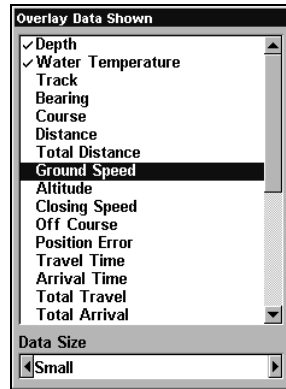 Overlay Data Shown
✓Depth
✓Water Temperature
Track
Bearing
Course
Distance
Total Distance
Ground Speed
Altitude
Closing Speed
Off Course
Position Error
Travel Time
Arrival Time
Total Travel
Total Arrival
Data Size
Small